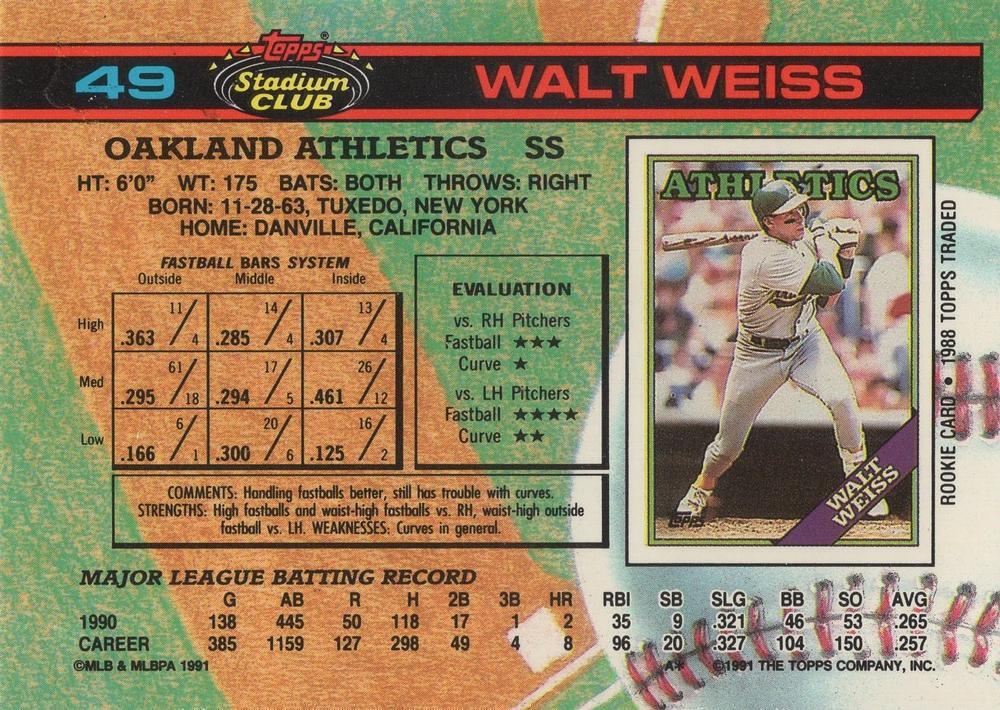 49 Topps® Stadium CLUB WALT WEISS
OAKLAND ATHLETICS SS
HT: 6'0" WT: 175 BATS: BOTH THROWS: RIGHT
BORN: 11-28-63, TUXEDO, NEW YORK
HOME: DANVILLE, CALIFORNIA
FASTBALL BARS SYSTEM
Outside Middle Inside
High .363 11/4 .285 14/4 .307 13/4
Med .295 61/18 .294 17/5 .461 26/12
Low .166 6/1 .300 20/6 .125 16/2
EVALUATION
vs. RH Pitchers
Fastball ★★★
Curve ★
vs. LH Pitchers
Fastball ★★★★
Curve ★★
COMMENTS: Handling fastballs better, still has trouble with curves.
STRENGTHS: High fastballs and waist-high fastballs vs. RH, waist-high outside
fastball vs. LH. WEAKNESSES: Curves in general.
ATHLETICS
WALT
WEISS
Topps
ROOKIE CARD • 1988 TOPPS TRADED
MAJOR LEAGUE BATTING RECORD
G AB R H 2B 3B HR RBI SB SLG BB SO AVG
1990 138 445 50 118 17 1 2 35 9 .321 46 53 .265
CAREER 385 1159 127 298 49 4 8 96 20 .327 104 150 .257
©MLB & MLBPA 1991 A* ©1991 THE TOPPS COMPANY, INC.